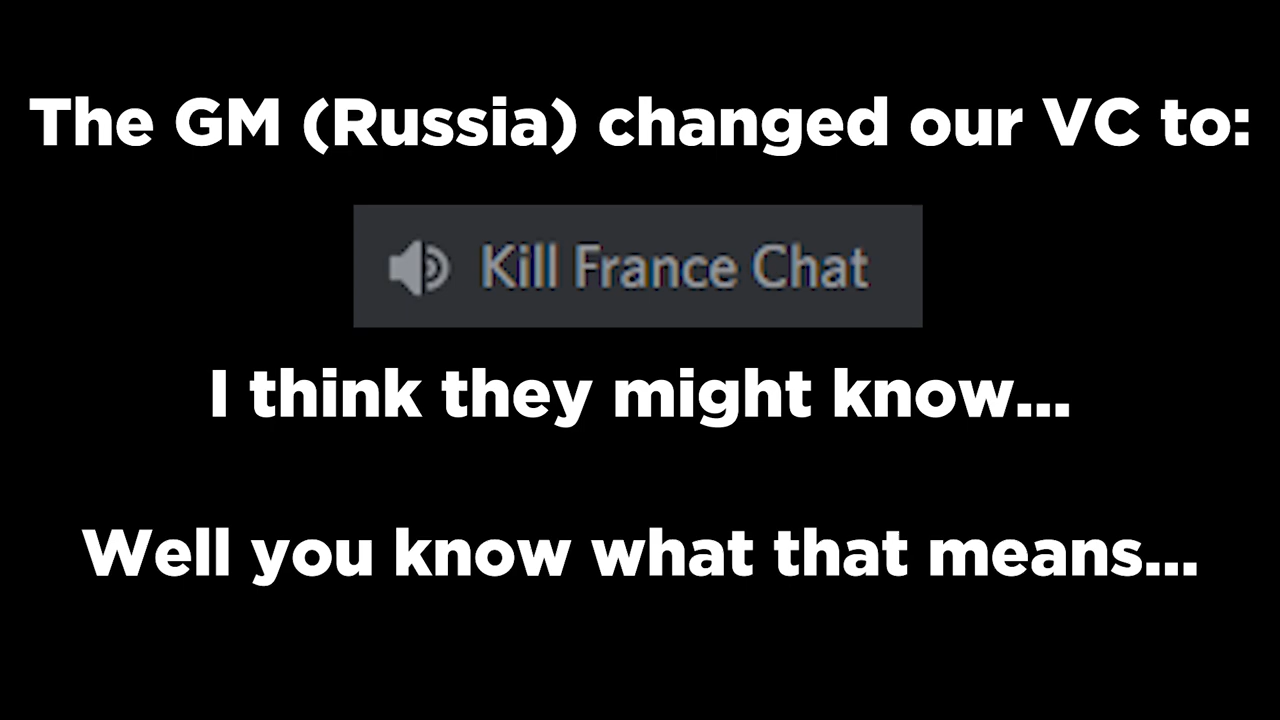 The GM (Russia) changed our VC to:
Kill France Chat
I think they might know...
Well you know what that means...